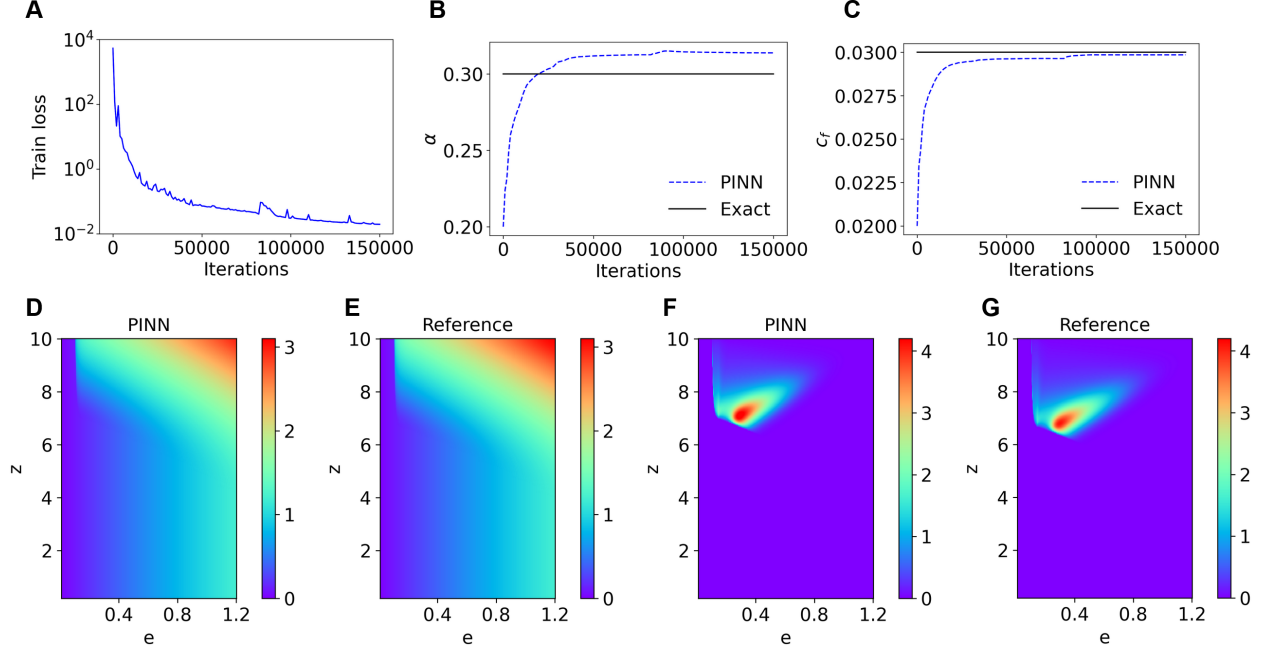 A
10^4
10^2
10^0
10^−2
Train loss
0 50000 100000 150000
Iterations
B
0.30
0.25
0.20
α
PINN
Exact
0 50000 100000 150000
Iterations
C
0.0300
0.0275
0.0250
0.0225
0.0200
c_f
PINN
Exact
0 50000 100000 150000
Iterations
D
PINN
10
8
6
4
2
z
0.4 0.8 1.2
e
3
2
1
0
E
Reference
10
8
6
4
2
z
0.4 0.8 1.2
e
3
2
1
0
F
PINN
10
8
6
4
2
z
0.4 0.8 1.2
e
4
3
2
1
0
G
Reference
10
8
6
4
2
z
0.4 0.8 1.2
e
4
3
2
1
0